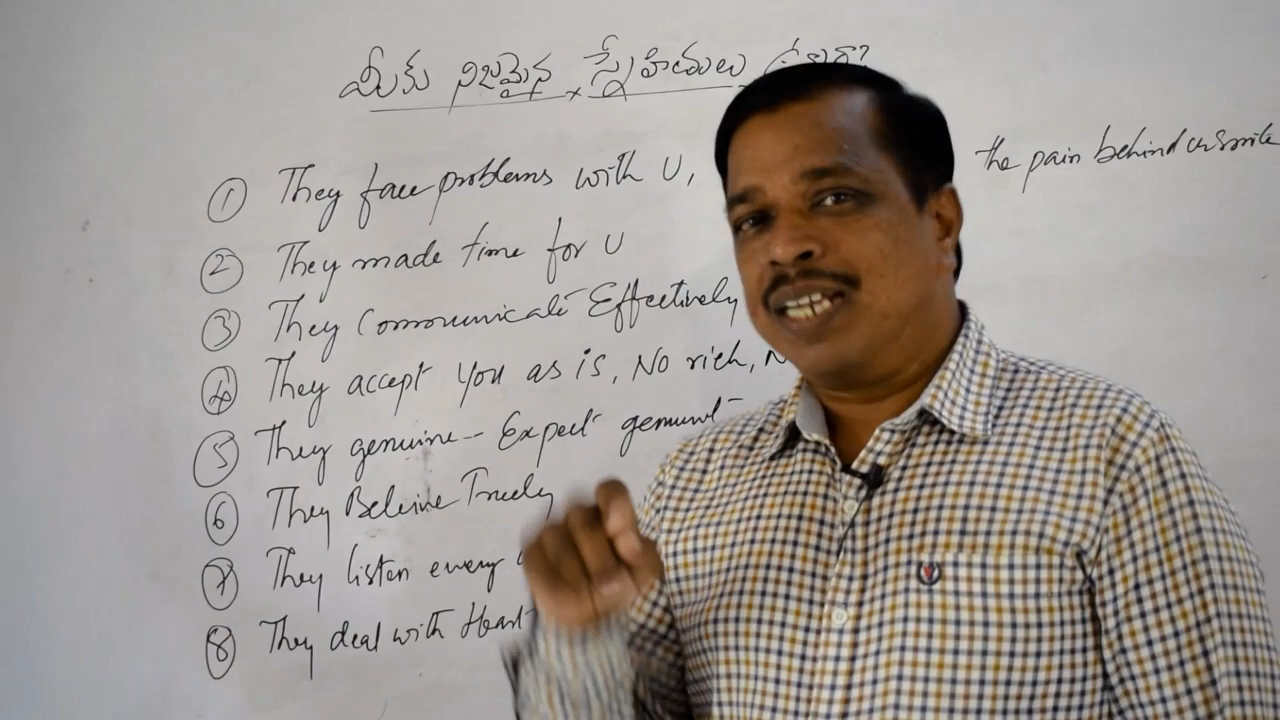 మీకు నిజమైన స్నేహితులు
① They face problems with U, the pain behind ur smile
② They made time for U
③ They Communicate Effectively
④ They accept You as is, No rich, N
⑤ They genuine -- Expect
⑥ They Beleive Truely
⑦ They listen every
⑧ They deal with Heart